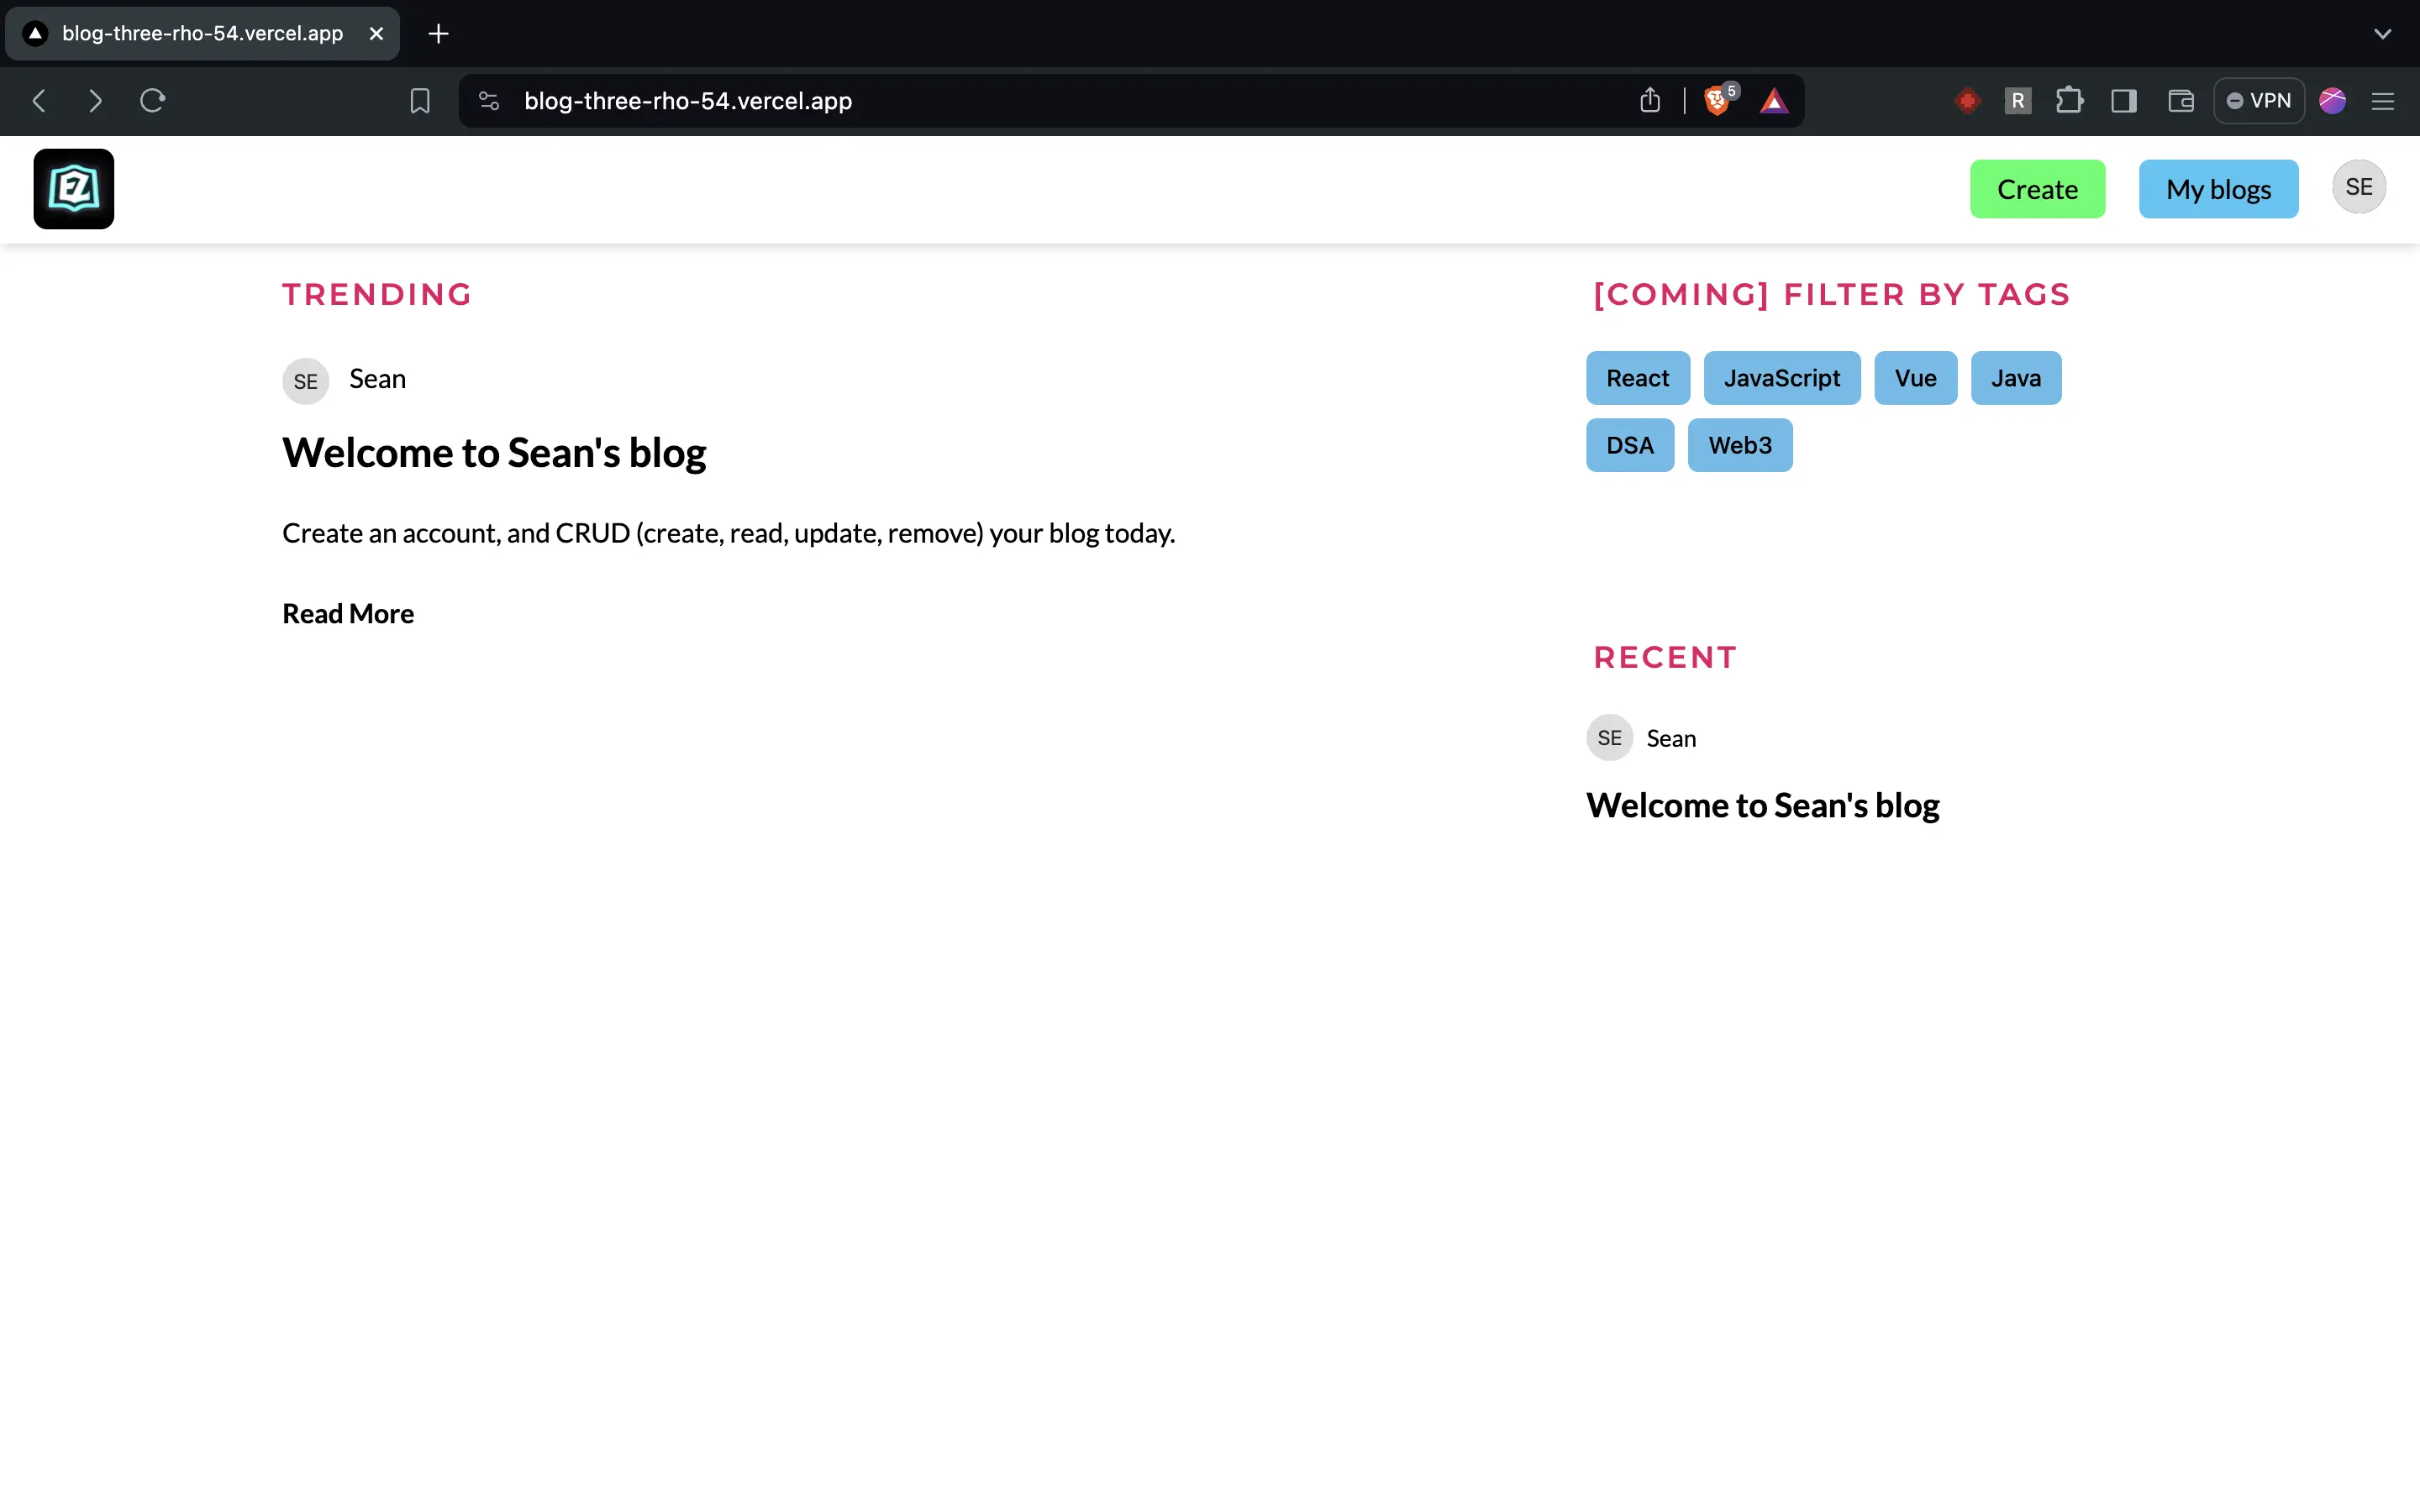 blog-three-rho-54.vercel.app
blog-three-rho-54.vercel.app
5
R
VPN
EZ
Create
My blogs
SE
TRENDING
SE Sean
Welcome to Sean's blog
Create an account, and CRUD (create, read, update, remove) your blog today.
Read More
[COMING] FILTER BY TAGS
React JavaScript Vue Java
DSA Web3
RECENT
SE Sean
Welcome to Sean's blog